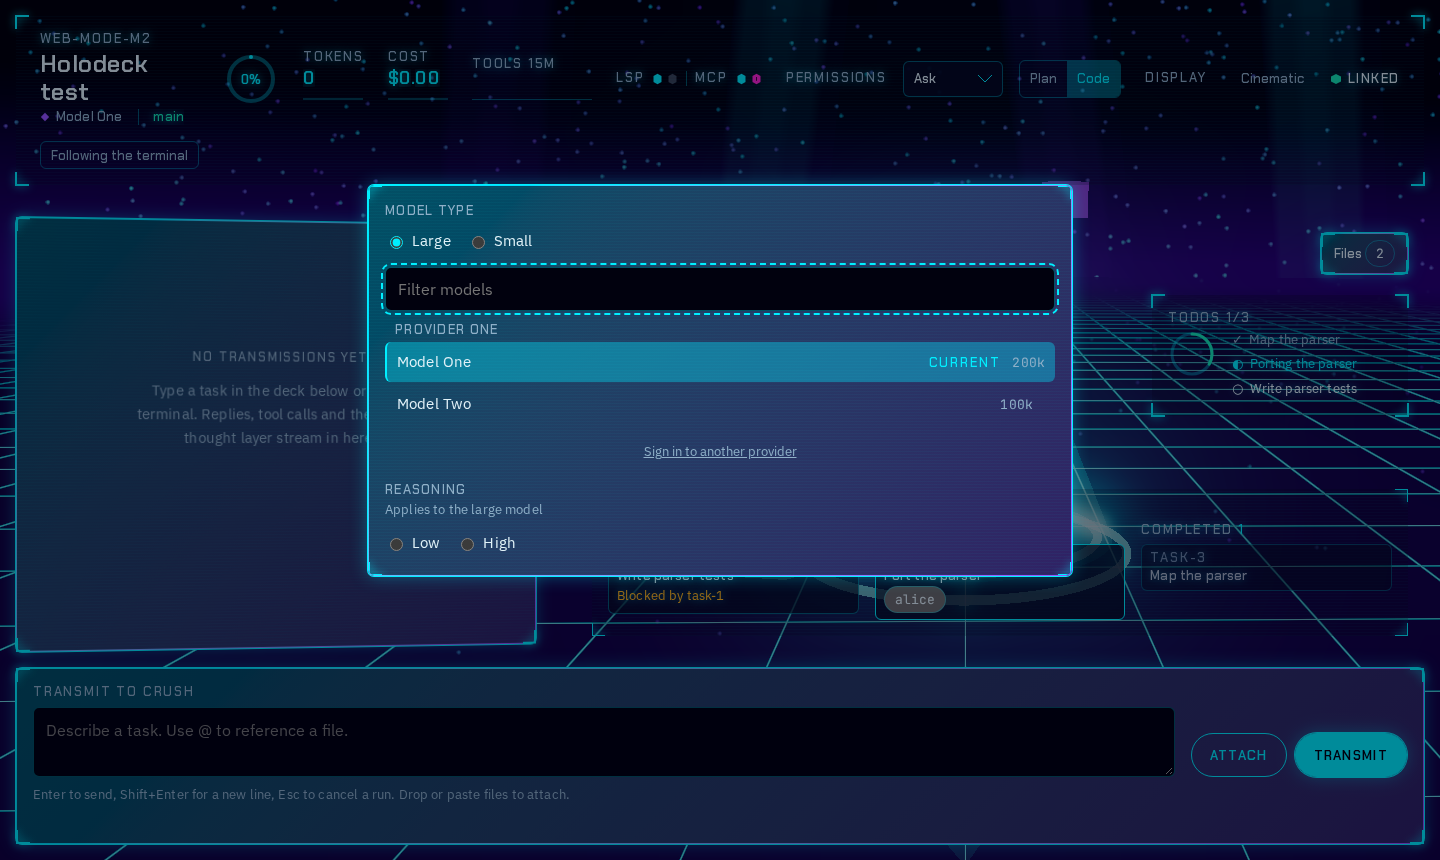 WEB-MODE-M2
Holodeck
test
Model One
main
Following the terminal
0%
TOKENS
0
COST
$0.00
TOOLS 15M
LSP
MCP
PERMISSIONS
Ask
Plan
Code
DISPLAY
Cinematic
LINKED
MODEL TYPE
Large
Small
Filter models
PROVIDER ONE
Model One CURRENT 200k
Model Two 100k
Sign in to another provider
REASONING
Applies to the large model
Low
High
NO TRANSMISSIONS YET
Type a task in the deck below or
terminal. Replies, tool calls and the
thought layer stream in here
Files 2
TODOS 1/3
✓ Map the parser
Porting the parser
Write parser tests
Write parser tests
Blocked by task-1
Port the parser
alice
COMPLETED 1
TASK-3
Map the parser
TRANSMIT TO CRUSH
Describe a task. Use @ to reference a file.
ATTACH
TRANSMIT
Enter to send, Shift+Enter for a new line, Esc to cancel a run. Drop or paste files to attach.